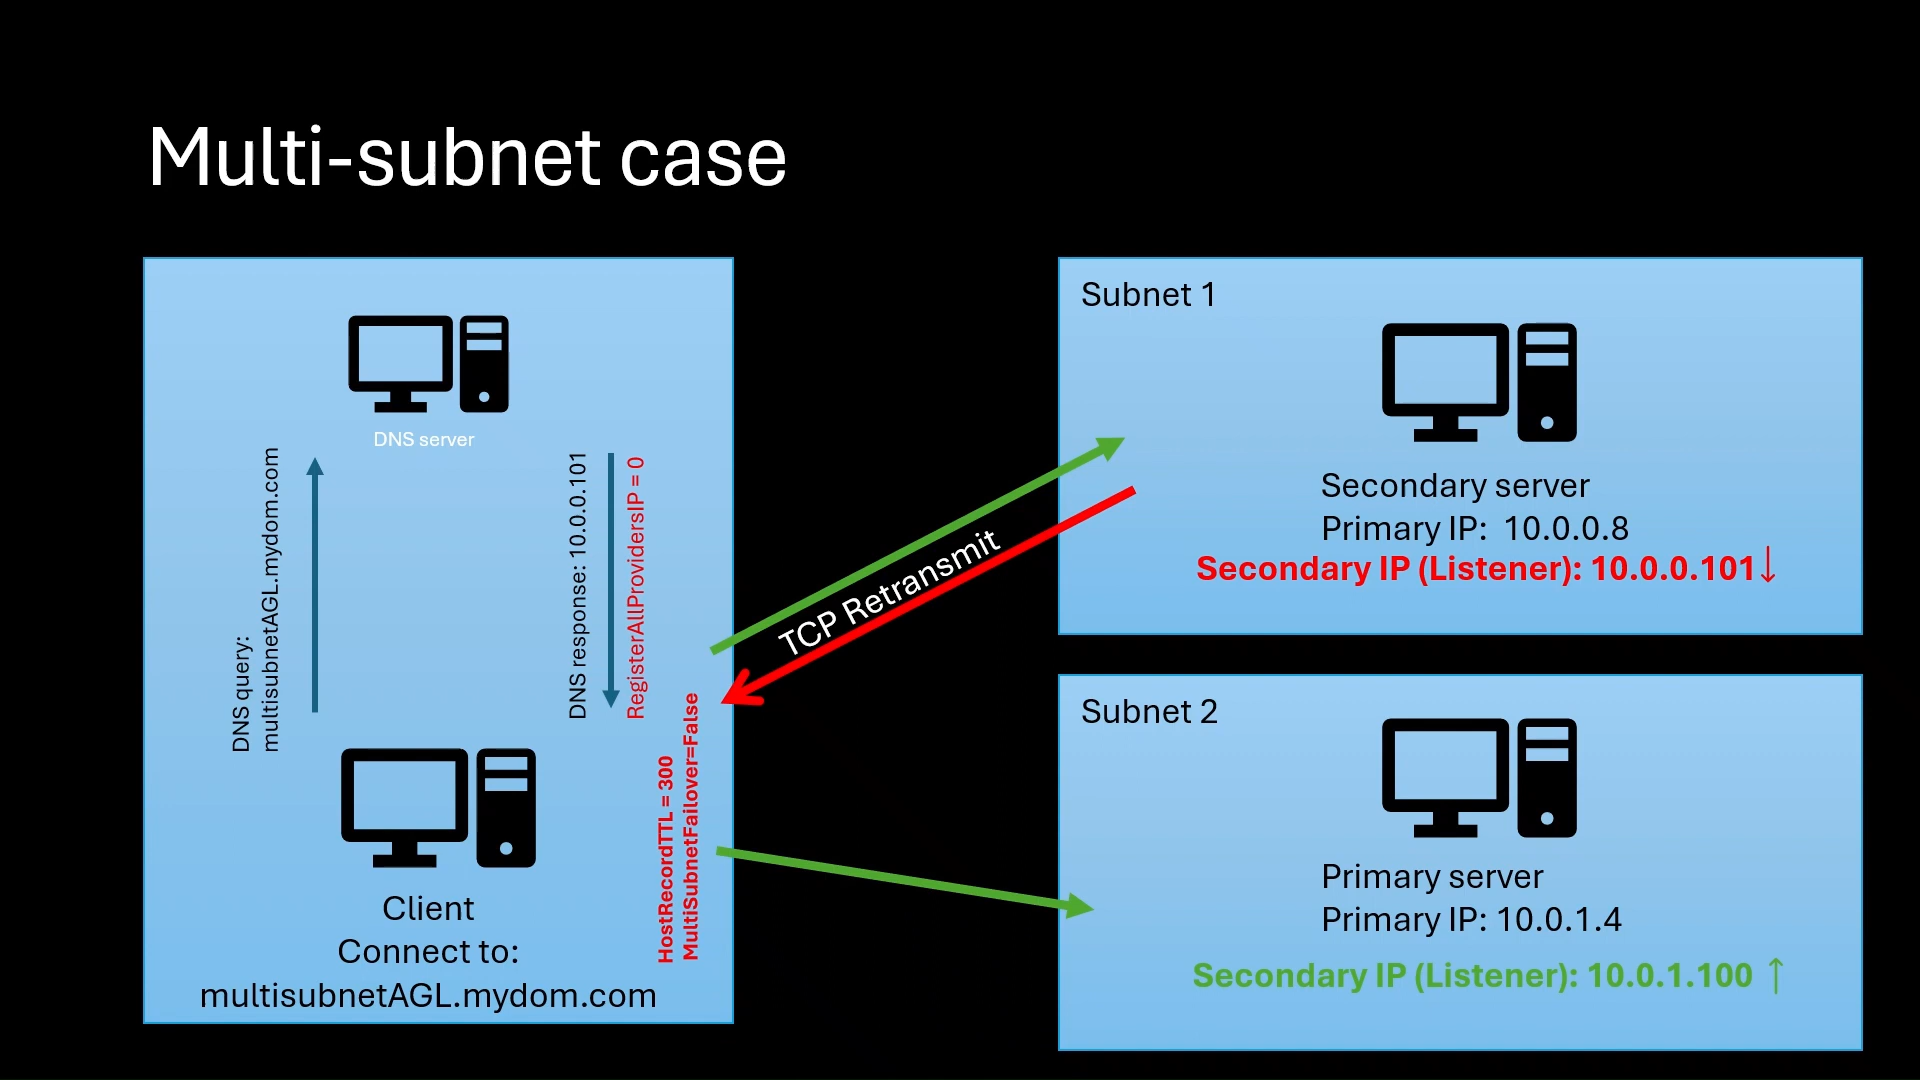 Multi-subnet case
DNS server
DNS query:
multisubnetAGL.mydom.com
DNS response: 10.0.0.101
RegisterAllProvidersIP = 0
HostRecordTTL = 300
MultiSubnetFailover=False
Client
Connect to:
multisubnetAGL.mydom.com
TCP Retransmit
Subnet 1
Secondary server
Primary IP:  10.0.0.8
Secondary IP (Listener): 10.0.0.101↓
Subnet 2
Primary server
Primary IP: 10.0.1.4
Secondary IP (Listener): 10.0.1.100 ↑